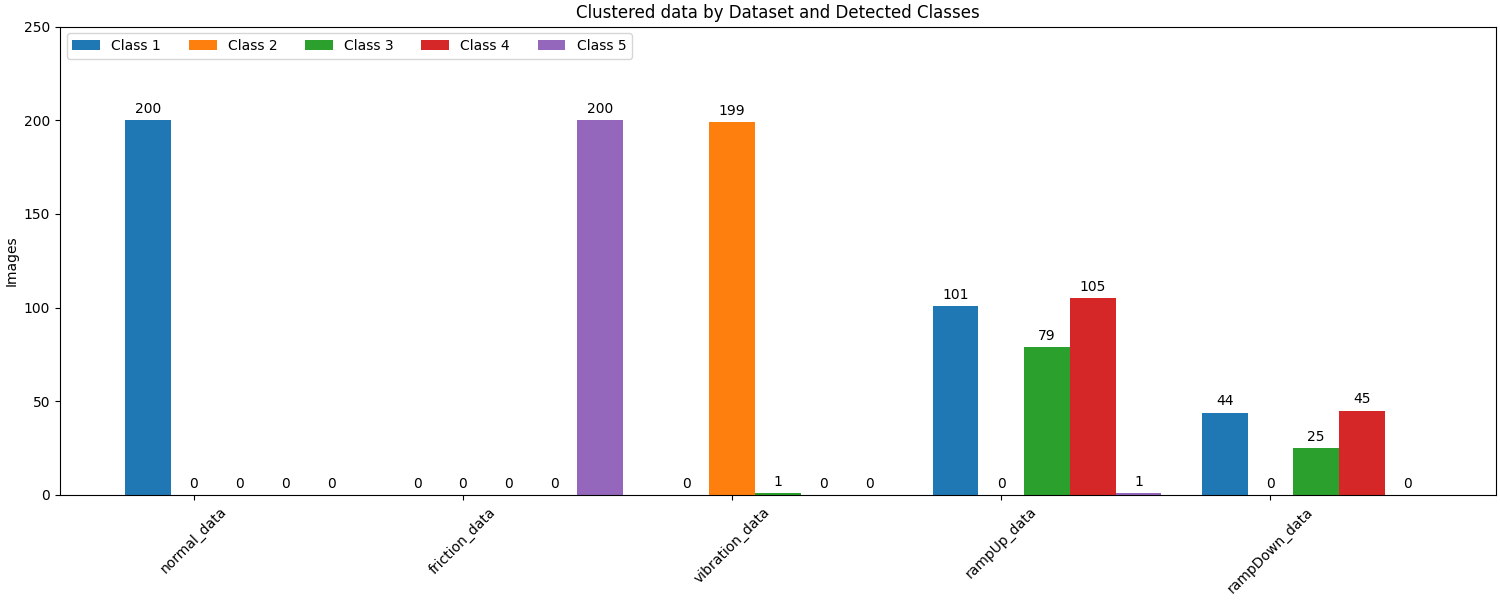 Clustered data by Dataset and Detected Classes
Images
250
200
150
100
50
0
Class 1 Class 2 Class 3 Class 4 Class 5
200 0 0 0 0
0 0 0 0 200
0 199 1 0 0
101 0 79 105 1
44 0 25 45 0
normal_data
friction_data
vibration_data
rampUp_data
rampDown_data